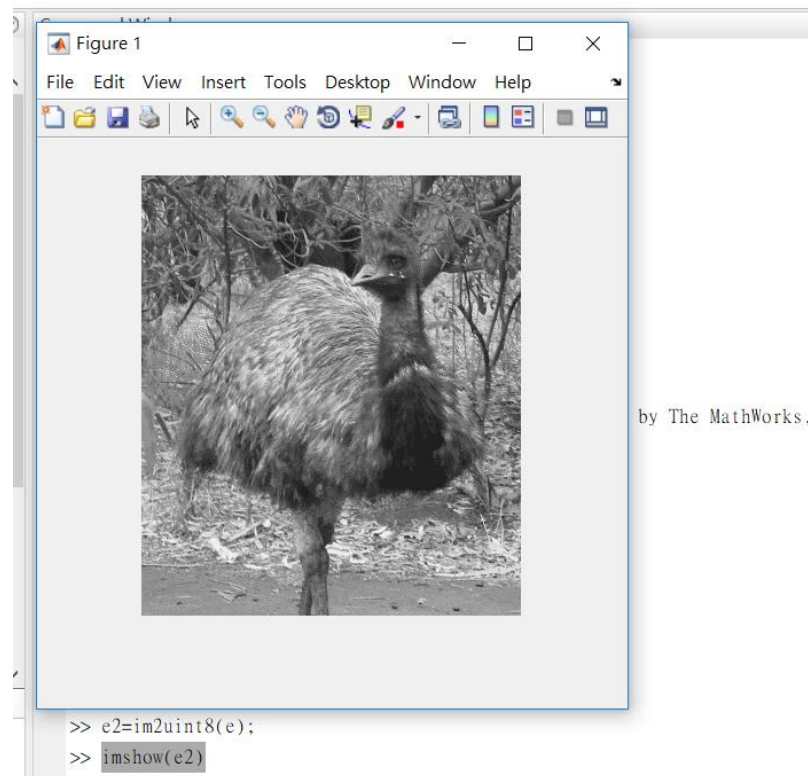 Figure 1
File Edit View Insert Tools Desktop Window Help
by The MathWorks,
>> e2=im2uint8(e);
>> imshow(e2)